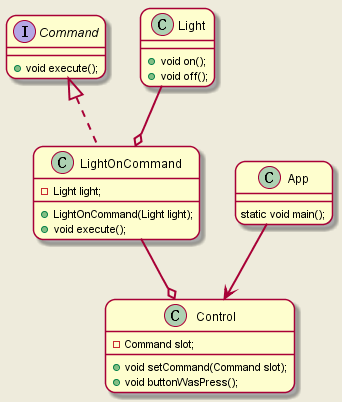 I Command
void execute();
C Light
void on();
void off();
C LightOnCommand
Light light;
LightOnCommand(Light light);
void execute();
C App
static void main();
C Control
Command slot;
void setCommand(Command slot);
void buttonWasPress();